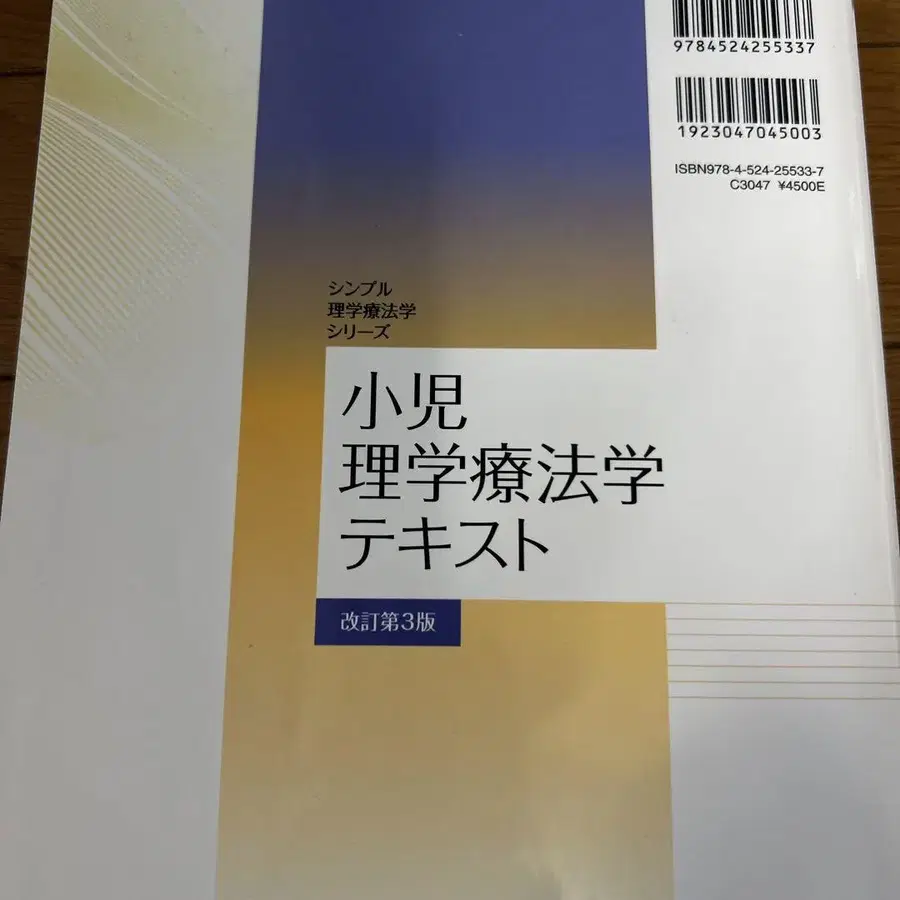 9784524255337
1923047045003
ISBN978-4-524-25533-7
C3047 ¥4500E
シンプル
理学療法学
シリーズ
小児
理学療法学
テキスト
改訂第3版